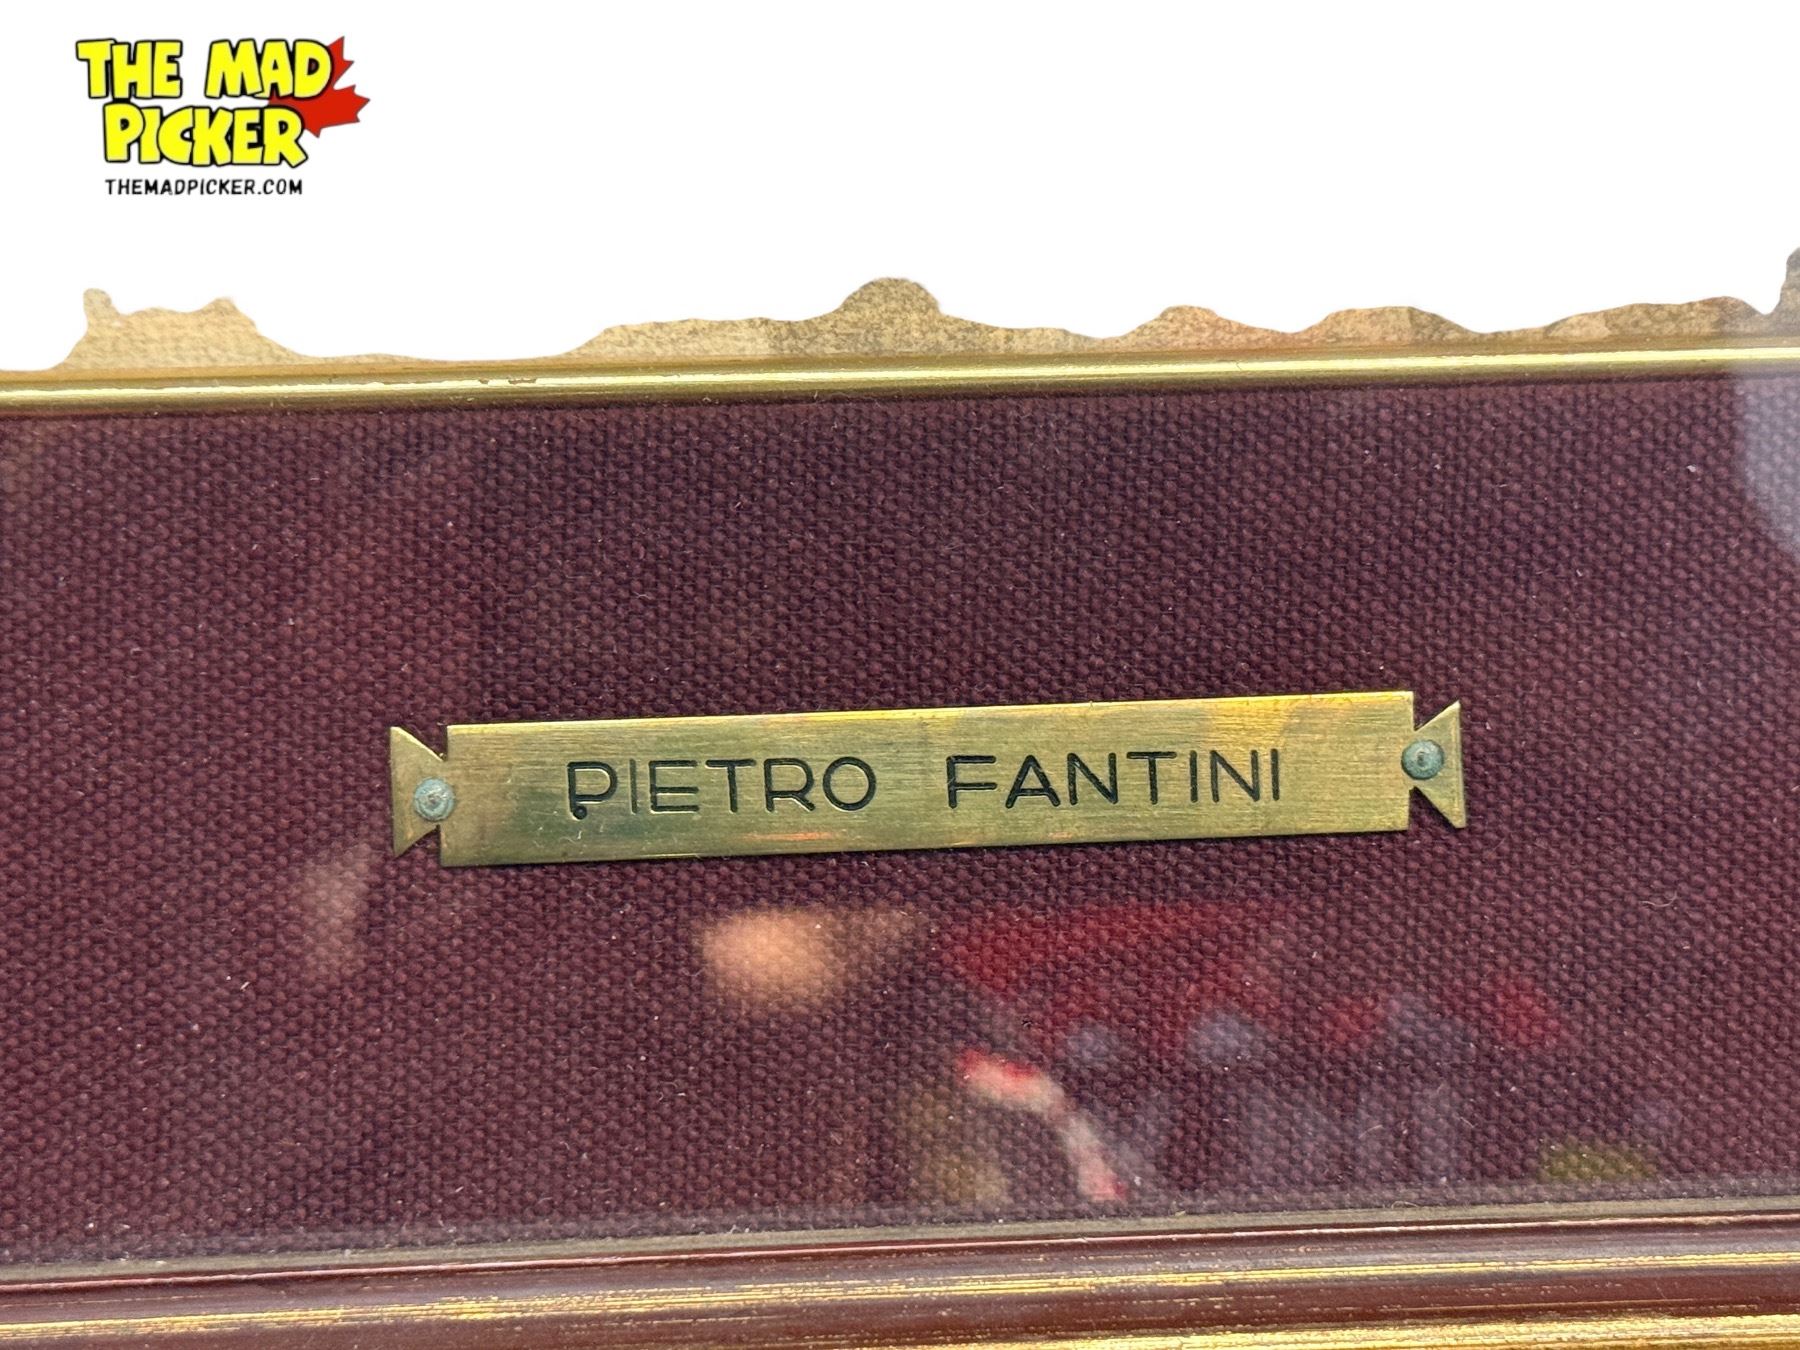 THE MAD
PICKER
THEMADPICKER.COM
PIETRO FANTINI